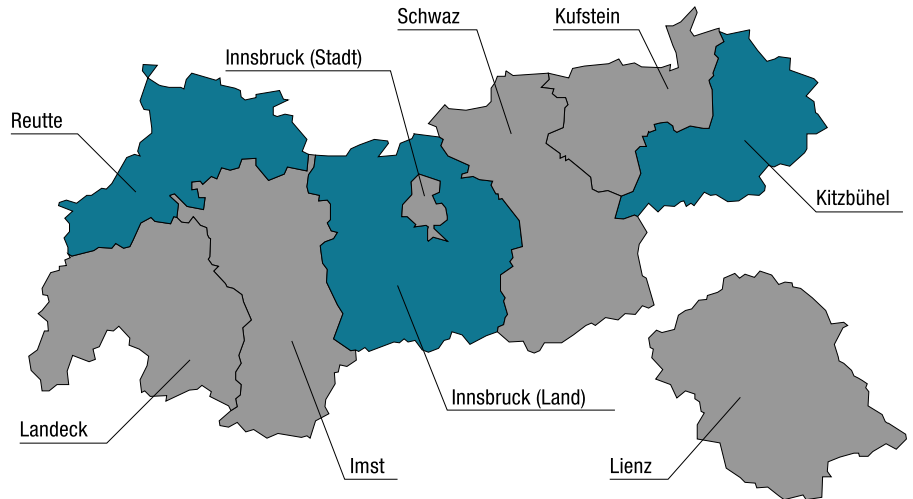 Schwaz
Kufstein
Innsbruck (Stadt)
Reutte
Kitzbühel
Innsbruck (Land)
Landeck
Imst
Lienz